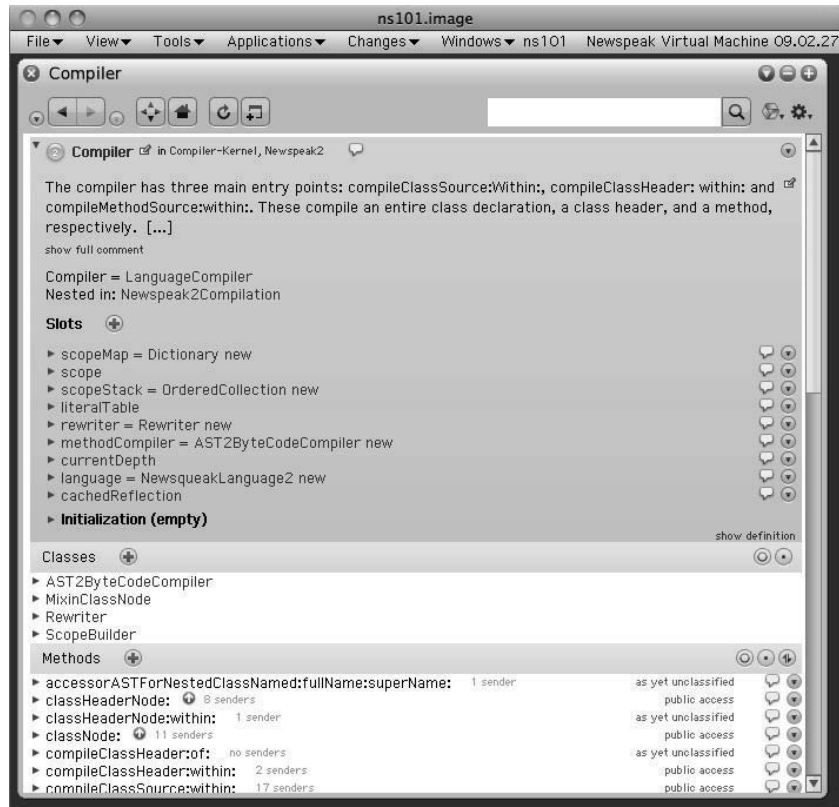 ns101.image
File View Tools Applications Changes Windows ns101 Newspeak Virtual Machine 09.02.27
Compiler
Compiler in Compiler-Kernel, Newspeak2
The compiler has three main entry points: compileClassSource:Within:, compileClassHeader: within: and
compileMethodSource:within:. These compile an entire class declaration, a class header, and a method,
respectively. [...]
show full comment
Compiler = LanguageCompiler
Nested in: Newspeak2Compilation
Slots
scopeMap = Dictionary new
scope
scopeStack = OrderedCollection new
literalTable
rewriter = Rewriter new
methodCompiler = AST2ByteCodeCompiler new
currentDepth
language = NewsqueakLanguage2 new
cachedReflection
Initialization (empty)
show definition
Classes
AST2ByteCodeCompiler
MixinClassNode
Rewriter
ScopeBuilder
Methods
accessorASTForNestedClassNamed:fullName:superName: 1 sender as yet unclassified
classHeaderNode: 8 senders public access
classHeaderNode:within: 1 sender as yet unclassified
classNode: 11 senders public access
compileClassHeader:of: no senders as yet unclassified
compileClassHeader:within: 2 senders public access
compileClassSource:within: 17 senders public access